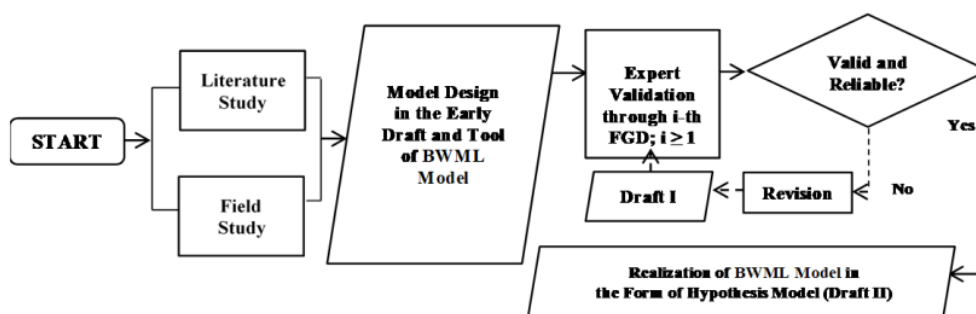 START
Literature
Study
Field
Study
Model Design
in the Early
Draft and Tool
of BWML
Model
Expert
Validation
through i-th
FGD; i ≥ 1
Valid and
Reliable?
Yes
No
Revision
Draft I
Realization of BWML Model in
the Form of Hypothesis Model (Draft II)